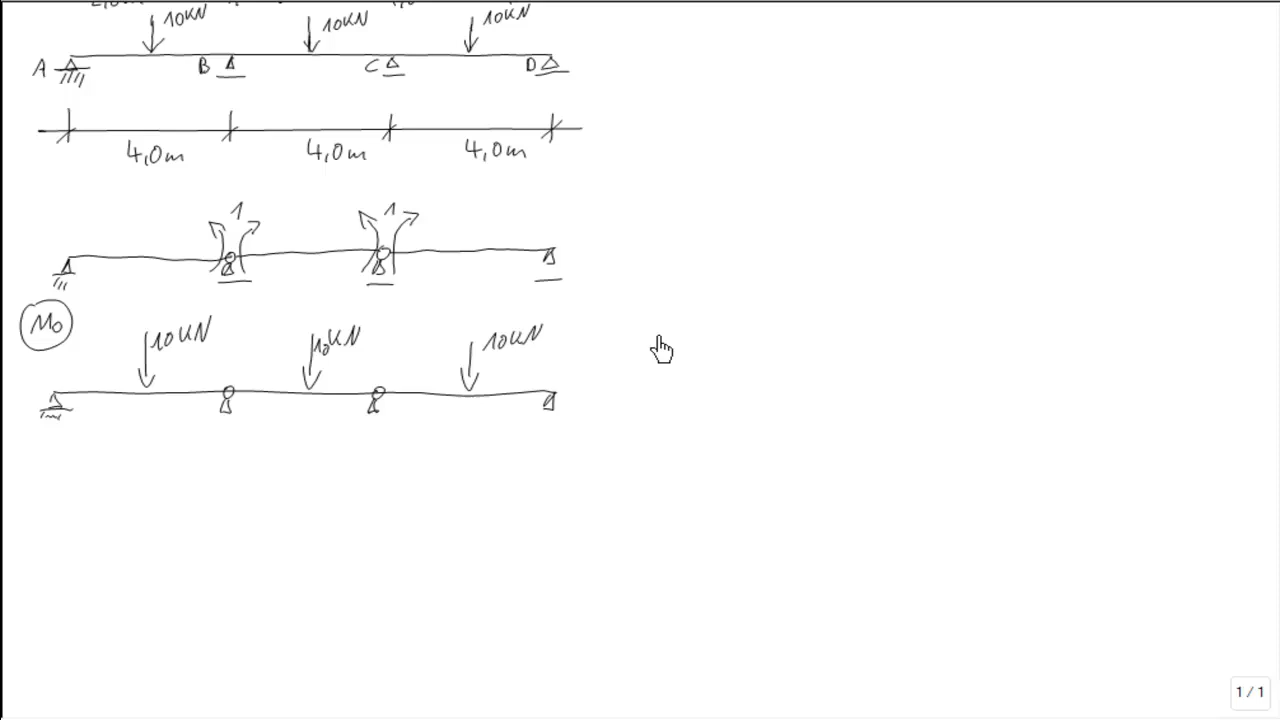 10KN 10KN 10KN
A B C D
4,0m 4,0m 4,0m
1 1
M0
10KN 10KN 10KN
1 / 1